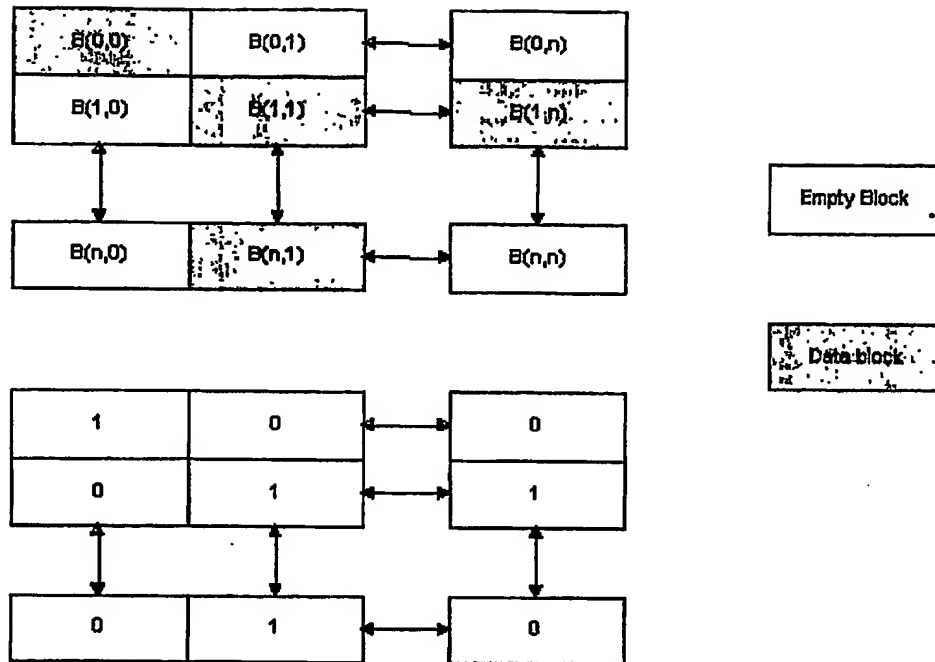 B(0,0) B(0,1) B(0,n)
B(1,0) B(1,1) B(1,n)
B(n,0) B(n,1) B(n,n)
Empty Block
Data block
1 0 0
0 1 1
0 1 0